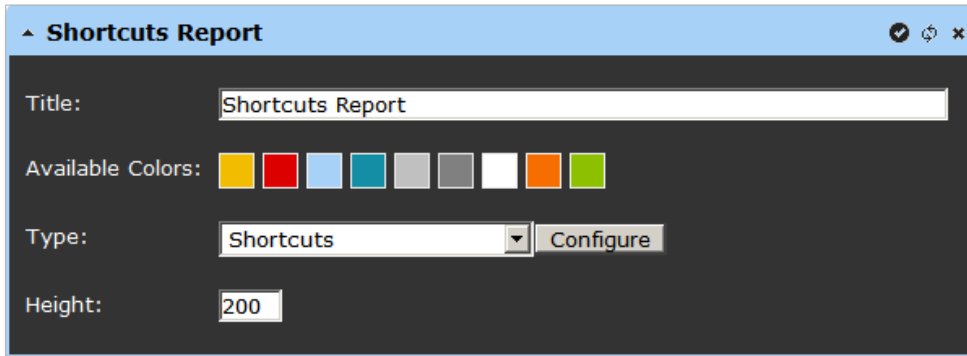 Shortcuts Report
Title: Shortcuts Report
Available Colors:
Type: Shortcuts Configure
Height: 200